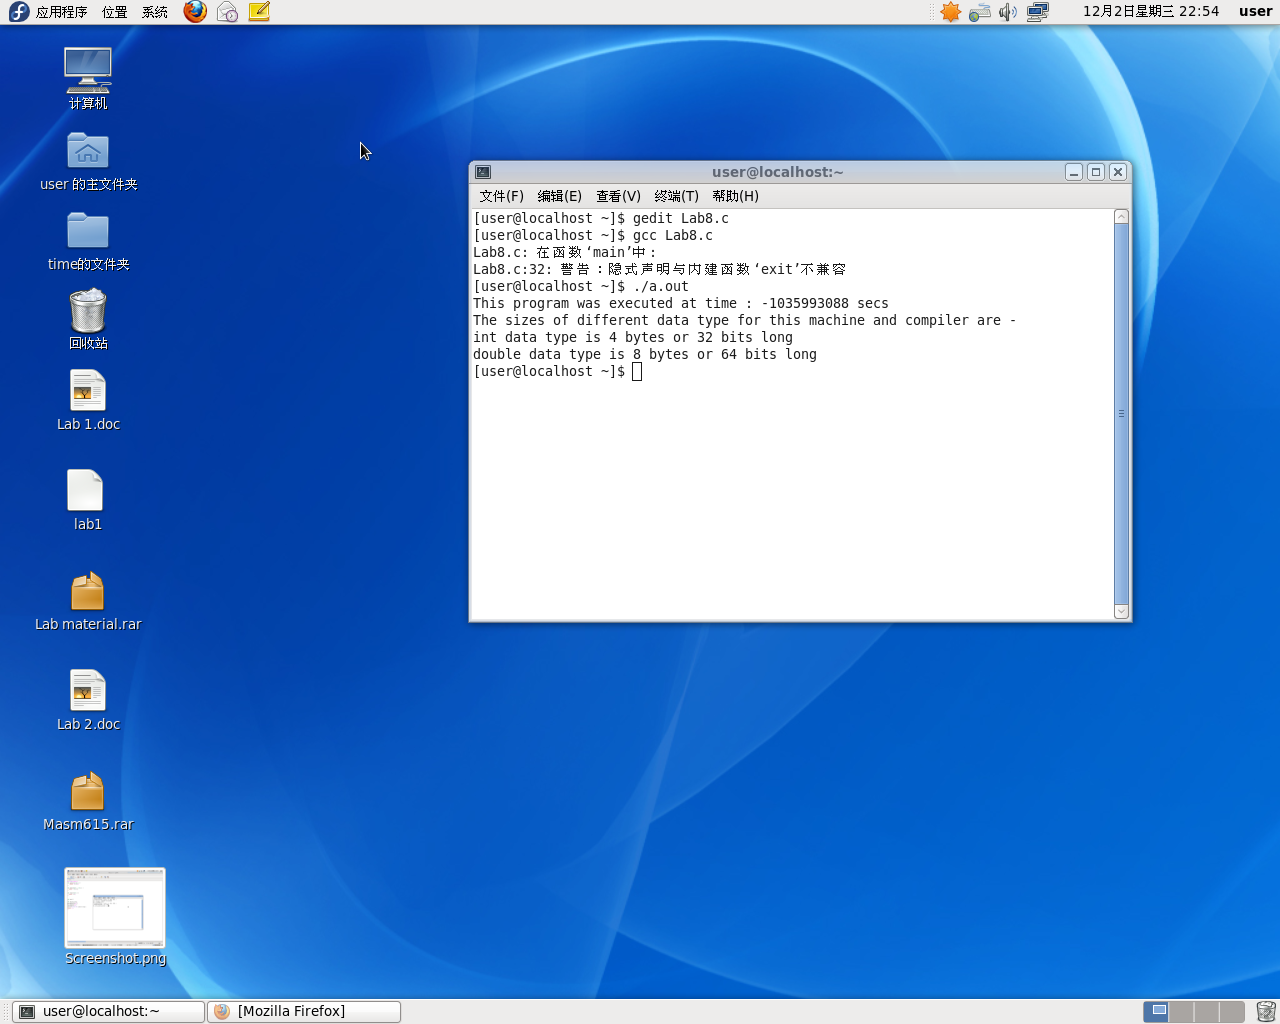 应用程序 位置 系统
12月2日星期三 22:54 user
计算机
user 的主文件夹
time的文件夹
回收站
Lab 1.doc
lab1
Lab material.rar
Lab 2.doc
Masm615.rar
Screenshot.png
user@localhost:~
文件(F) 编辑(E) 查看(V) 终端(T) 帮助(H)
[user@localhost ~]$ gedit Lab8.c
[user@localhost ~]$ gcc Lab8.c
Lab8.c: 在函数‘main’中:
Lab8.c:32: 警告：隐式声明与内建函数‘exit’不兼容
[user@localhost ~]$ ./a.out
This program was executed at time : -1035993088 secs
The sizes of different data type for this machine and compiler are -
int data type is 4 bytes or 32 bits long
double data type is 8 bytes or 64 bits long
[user@localhost ~]$
user@localhost:~ [Mozilla Firefox]